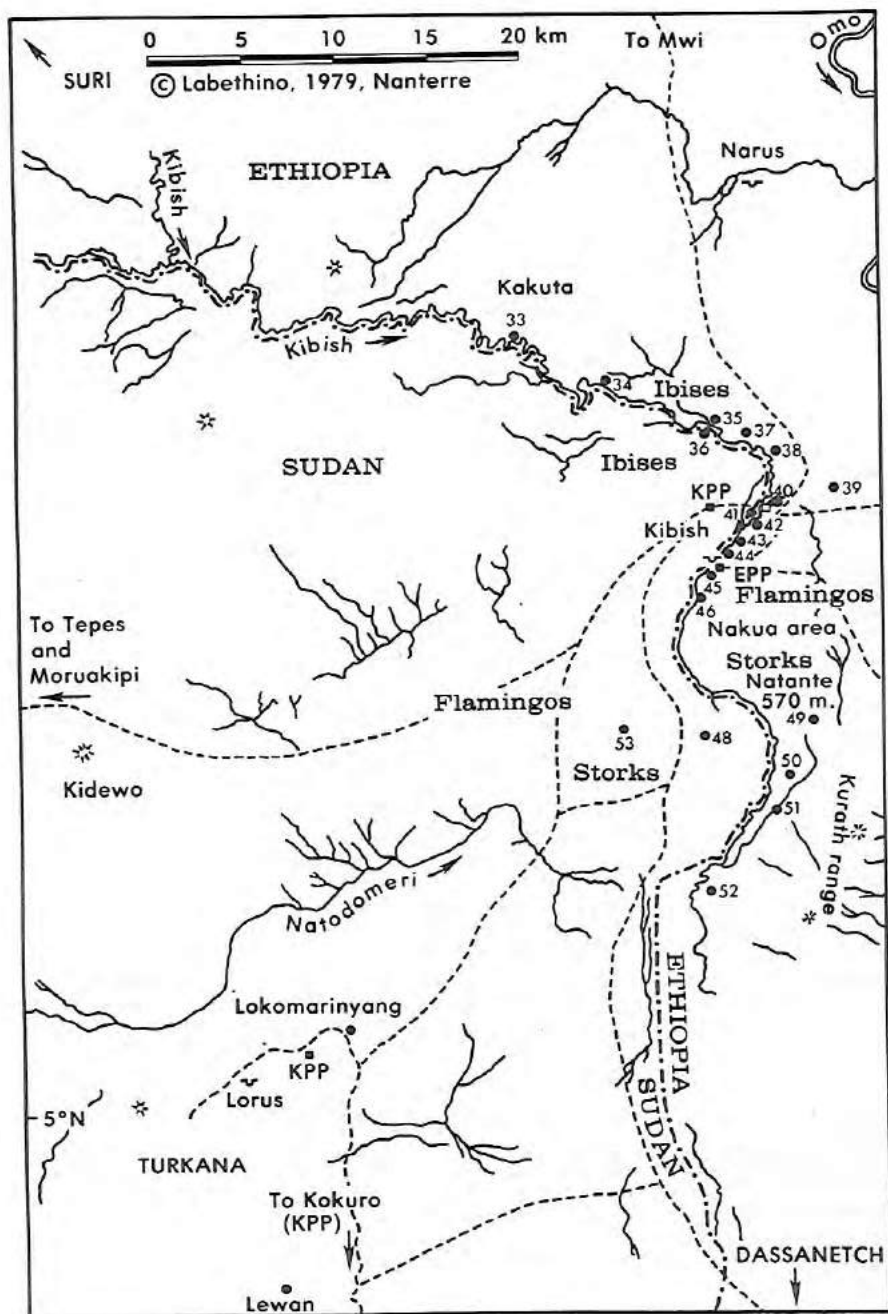 0 5 10 15 20 km
To Mwi
Omo
SURI
© Labethino, 1979, Nanterre
Kibish
ETHIOPIA
Narus
Kakuta
33
Kibish
34
Ibises
35
36
37
38
SUDAN
Ibises
39
KPP
40
41
42
Kibish
43
44
EPP
45
Flamingos
46
Nakua area
To Tepes
and
Moruakipi
Storks
Natante
570 m.
Flamingos
49
53
48
Kidewo
Storks
50
51
Kurath range
52
Natodomeri
Lokomarinyang
ETHIOPIA
KPP
SUDAN
Lorus
5°N
TURKANA
To Kokuro
(KPP)
DASSANETCH
Lewan